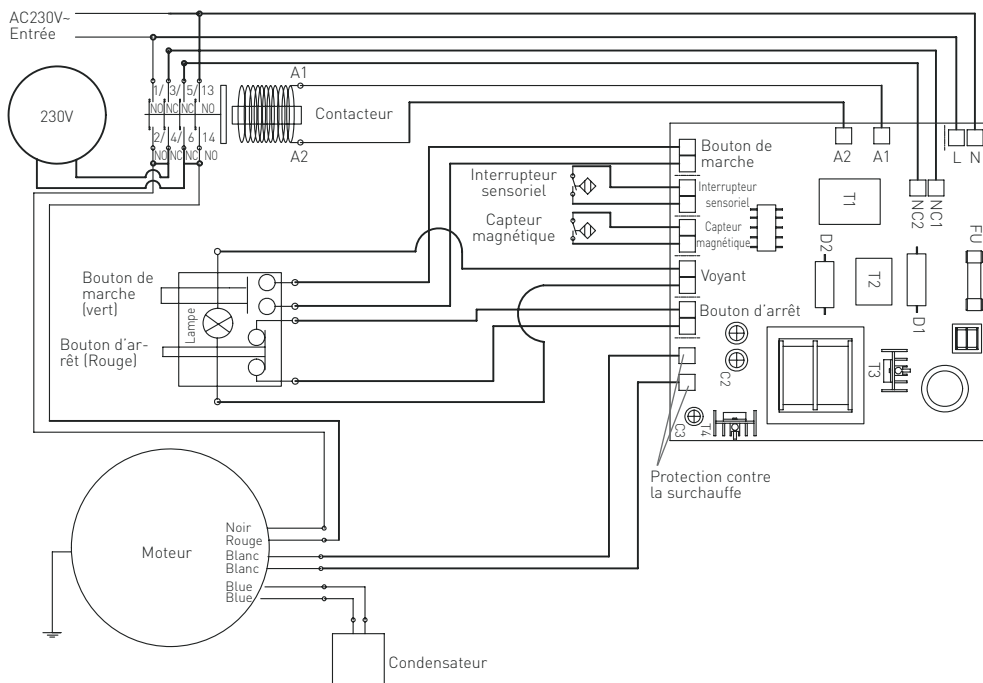 AC230V~
Entrée
230V
1/ 3/ 5/ 13
NO NC NC NO
2/ 4/ 6 14
NO NC NC NO
A1
Contacteur
A2
Interrupteur
sensoriel
Capteur
magnétique
Bouton de
marche
Interrupteur
sensoriel
Capteur
magnétique
Voyant
Bouton d'arrêt
A2
A1
L
N
NC2
NC1
T1
D2
T2
D1
FU
C2
T3
C3
T4
Bouton de
marche
(vert)
Lampe
Bouton d'ar-
rêt (Rouge)
Protection contre
la surchauffe
Moteur
Noir
Rouge
Blanc
Blanc
Blue
Blue
Condensateur